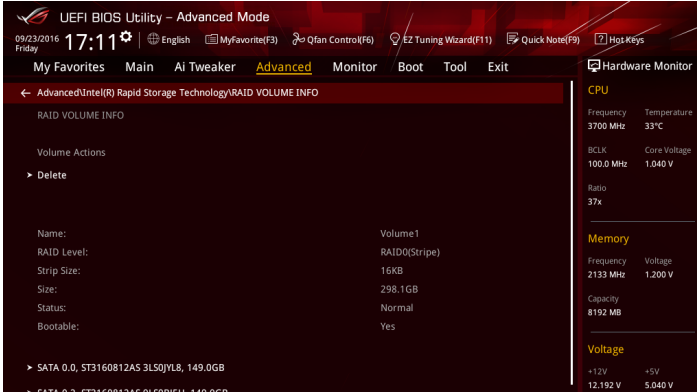 UEFI BIOS Utility – Advanced Mode
09/23/2016 Friday 17:11 English MyFavorite(F3) Qfan Control(F6) EZ Tuning Wizard(F11) Quick Note(F9) ? Hot Keys
My Favorites Main Ai Tweaker Advanced Monitor Boot Tool Exit
Hardware Monitor
← Advanced\Intel(R) Rapid Storage Technology\RAID VOLUME INFO
RAID VOLUME INFO
Volume Actions
> Delete
Name: Volume1
RAID Level: RAID0(Stripe)
Strip Size: 16KB
Size: 298.1GB
Status: Normal
Bootable: Yes
> SATA 0.0, ST3160812AS 3LS0JYL8, 149.0GB
CPU
Frequency Temperature
3700 MHz 33°C
BCLK Core Voltage
100.0 MHz 1.040 V
Ratio
37x
Memory
Frequency Voltage
2133 MHz 1.200 V
Capacity
8192 MB
Voltage
+12V +5V
12.192 V 5.040 V